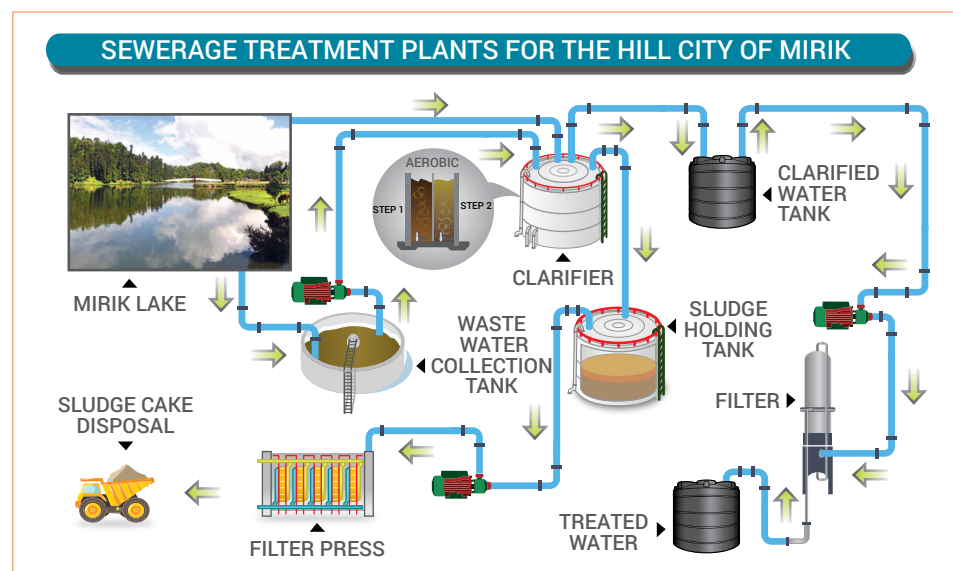 SEWERAGE TREATMENT PLANTS FOR THE HILL CITY OF MIRIK
AEROBIC
STEP 1
STEP 2
CLARIFIED
WATER
TANK
MIRIK LAKE
CLARIFIER
WASTE
WATER
COLLECTION
TANK
SLUDGE
HOLDING
TANK
FILTER
SLUDGE CAKE
DISPOSAL
FILTER PRESS
TREATED
WATER